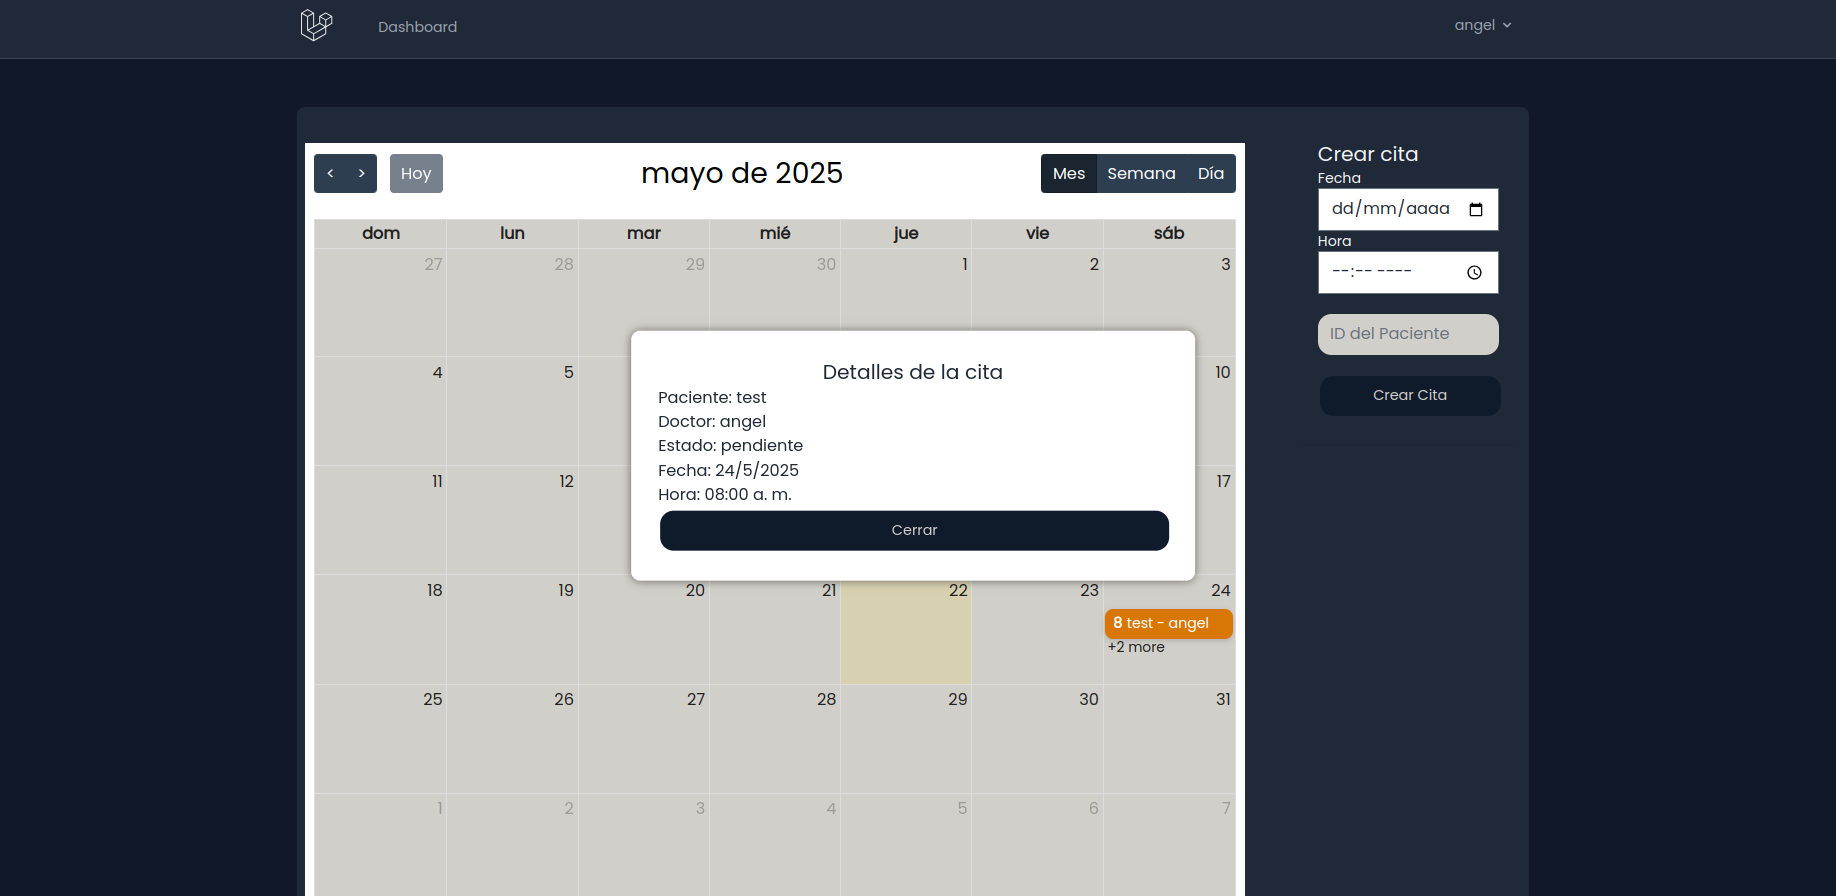 Dashboard
angel
< >
Hoy
mayo de 2025
Mes Semana Día
dom lun mar mié jue vie sáb
27 28 29 30 1 2 3
4 5 10
11 12 17
18 19 20 21 22 23 24
8 test - angel
+2 more
25 26 27 28 29 30 31
1 2 3 4 5 6 7
Detalles de la cita
Paciente: test
Doctor: angel
Estado: pendiente
Fecha: 24/5/2025
Hora: 08:00 a. m.
Cerrar
Crear cita
Fecha
dd/mm/aaaa
Hora
--:-- ----
ID del Paciente
Crear Cita